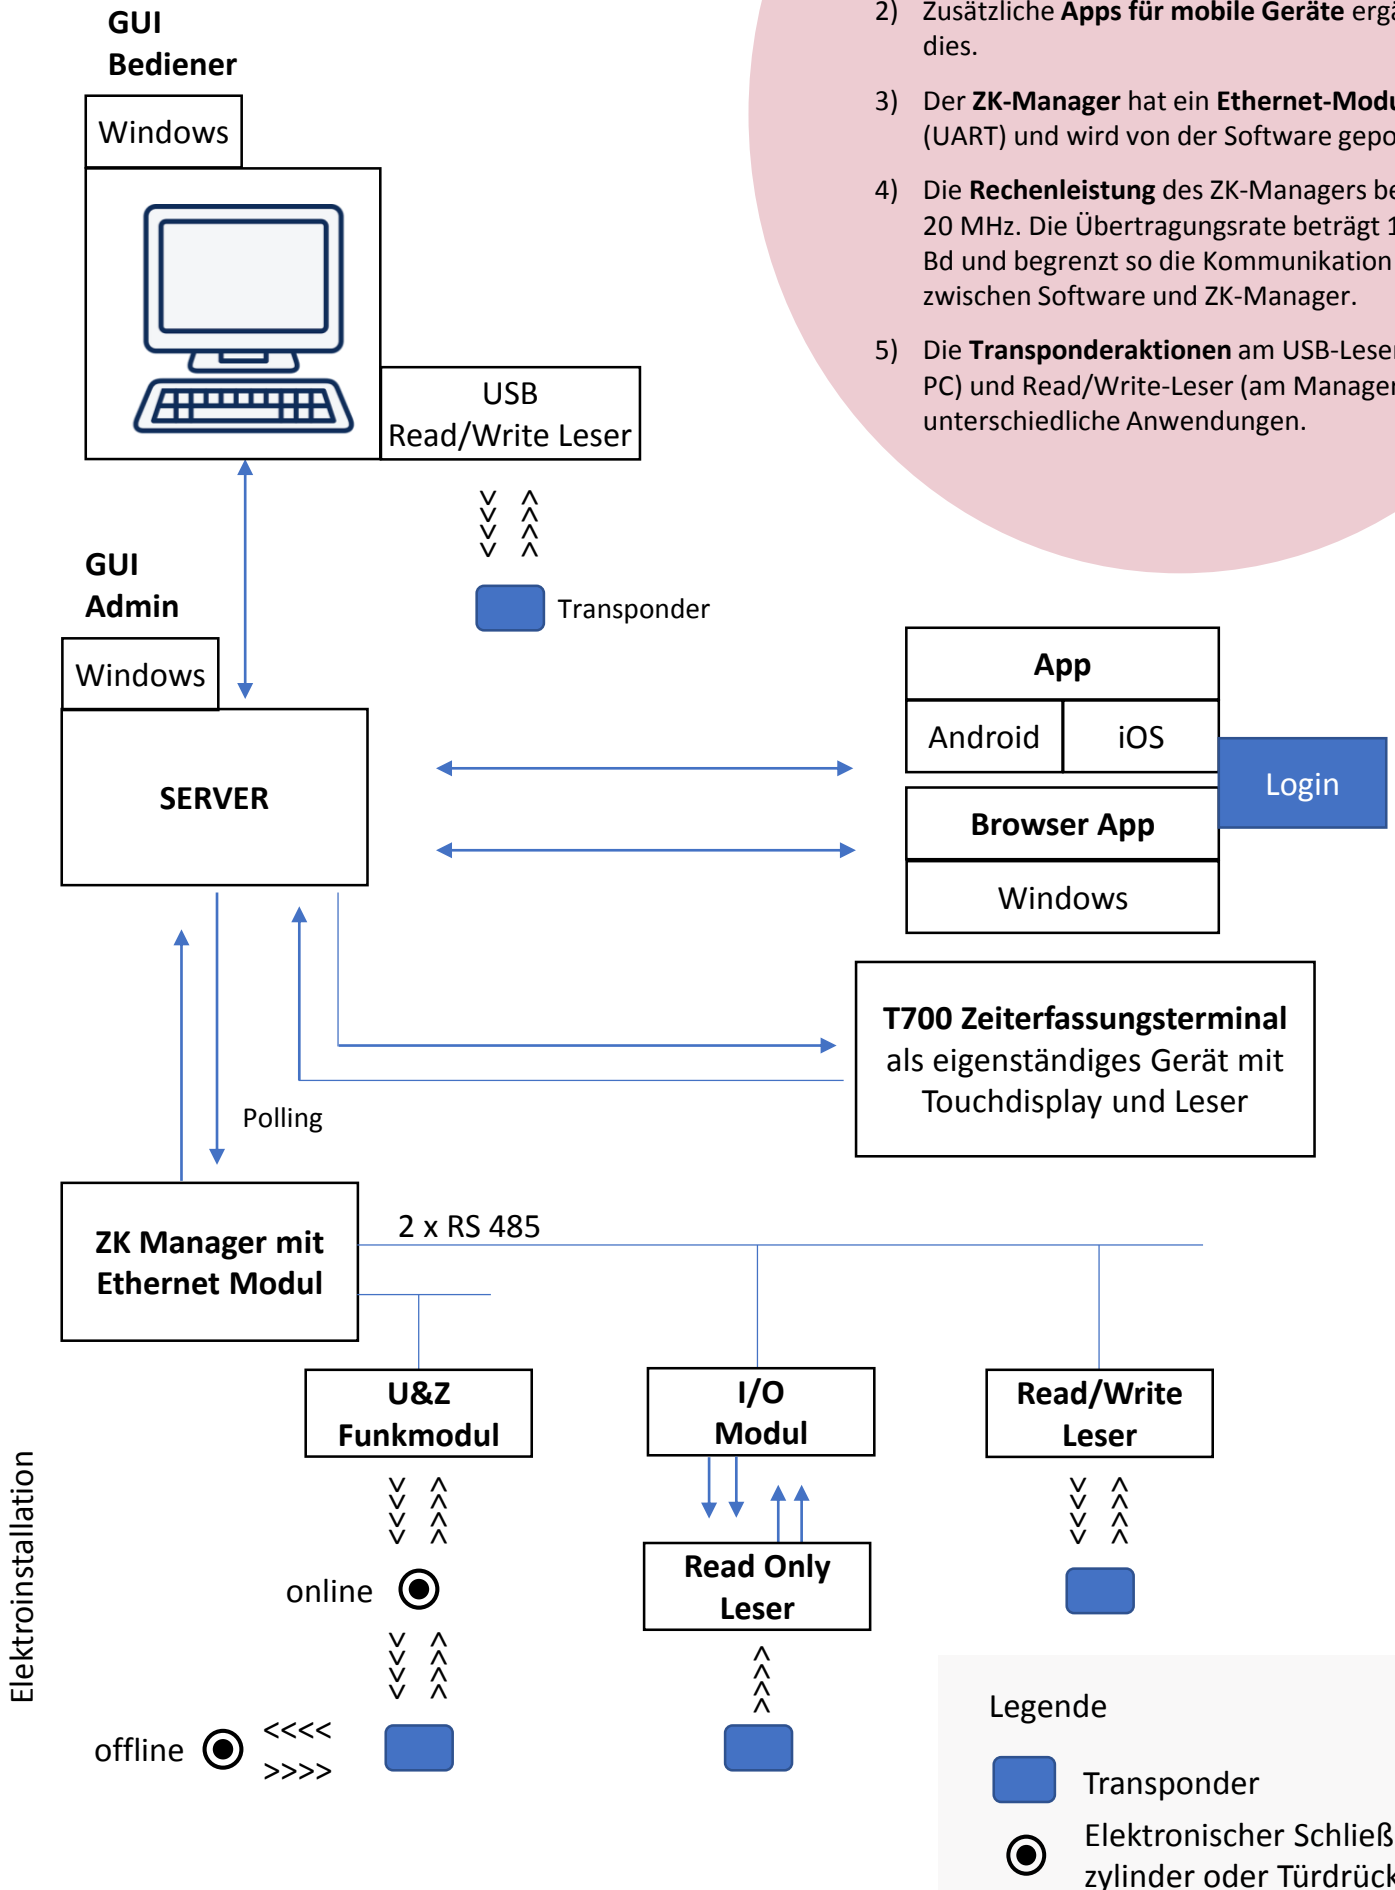 GUI
Bediener
Windows
USB
Read/Write Leser
Transponder
2) Zusätzliche Apps für mobile Geräte
dies.
3) Der ZK-Manager hat ein
(UART) und wird von der Software
4) Die Rechenleistung des ZK-Managers
20 MHz. Die Übertragungsrate beträgt
Bd und begrenzt so die Kommunikation
zwischen Software und ZK-Manager.
5) Die Transponderaktionen am
PC) und Read/Write-Leser (am
unterschiedliche Anwendungen.
GUI
Admin
Windows
SERVER
App
Android
iOS
Login
Browser App
Windows
T700 Zeiterfassungsterminal
als eigenständiges Gerät mit
Touchdisplay und Leser
Polling
ZK Manager mit
Ethernet Modul
2 x RS 485
U&Z
Funkmodul
I/O
Modul
Read/Write
Leser
Read Only
Leser
online
offline
Elektroinstallation
Legende
Transponder
Elektronischer
zylinder oder